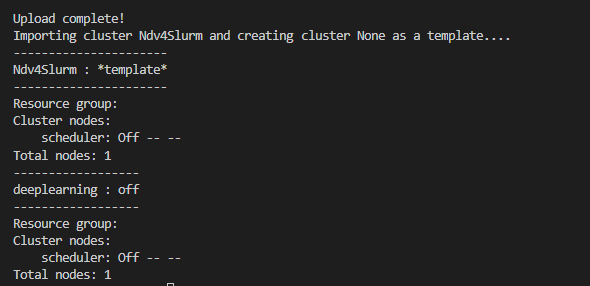 Upload complete!
Importing cluster Ndv4Slurm and creating cluster None as a template....
----------------------
Ndv4Slurm : *template*
----------------------
Resource group:
Cluster nodes:
    scheduler: Off -- --
Total nodes: 1
------------------
deeplearning : off
------------------
Resource group:
Cluster nodes:
    scheduler: Off -- --
Total nodes: 1